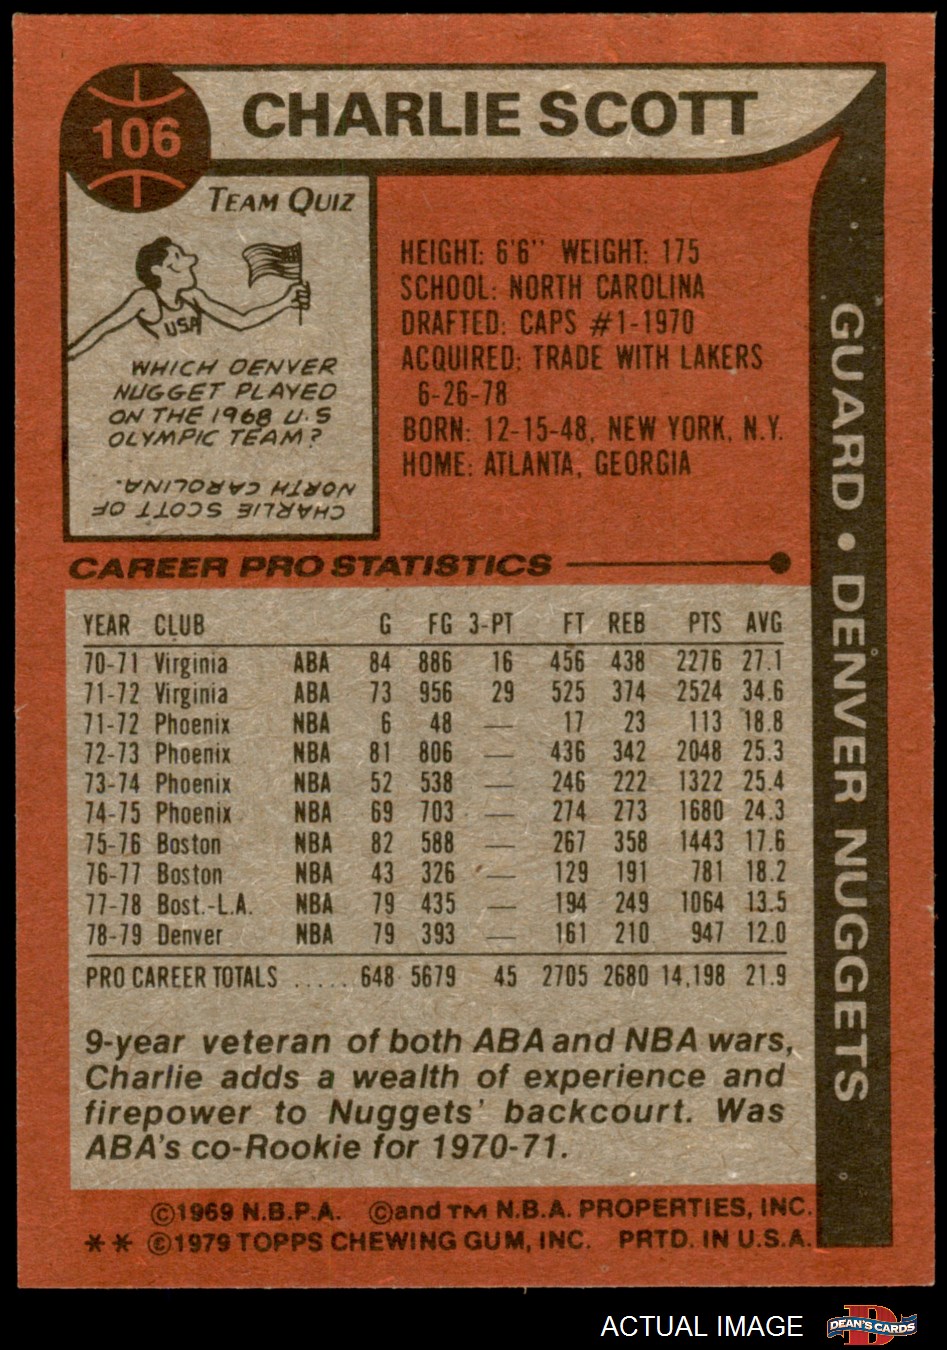 106
CHARLIE SCOTT
TEAM QUIZ
USA
WHICH DENVER
NUGGET PLAYED
ON THE 1968 U.S
OLYMPIC TEAM?
CHARLIE SCOTT OF
NORTH CAROLINA.
HEIGHT: 6'6" WEIGHT: 175
SCHOOL: NORTH CAROLINA
DRAFTED: CAPS #1-1970
ACQUIRED: TRADE WITH LAKERS
6-26-78
BORN: 12-15-48, NEW YORK, N.Y.
HOME: ATLANTA, GEORGIA
GUARD • DENVER NUGGETS
CAREER PRO STATISTICS
YEAR CLUB G FG 3-PT FT REB PTS AVG
70-71 Virginia ABA 84 886 16 456 438 2276 27.1
71-72 Virginia ABA 73 956 29 525 374 2524 34.6
71-72 Phoenix NBA 6 48 — 17 23 113 18.8
72-73 Phoenix NBA 81 806 — 436 342 2048 25.3
73-74 Phoenix NBA 52 538 — 246 222 1322 25.4
74-75 Phoenix NBA 69 703 — 274 273 1680 24.3
75-76 Boston NBA 82 588 — 267 358 1443 17.6
76-77 Boston NBA 43 326 — 129 191 781 18.2
77-78 Bost.-L.A. NBA 79 435 — 194 249 1064 13.5
78-79 Denver NBA 79 393 — 161 210 947 12.0
PRO CAREER TOTALS ..... 648 5679 45 2705 2680 14,198 21.9
9-year veteran of both ABA and NBA wars,
Charlie adds a wealth of experience and
firepower to Nuggets' backcourt. Was
ABA's co-Rookie for 1970-71.
©1969 N.B.P.A. ©and TM N.B.A. PROPERTIES, INC.
** ©1979 TOPPS CHEWING GUM, INC. PRTD. IN U.S.A.
ACTUAL IMAGE
D
DEAN'S CARDS